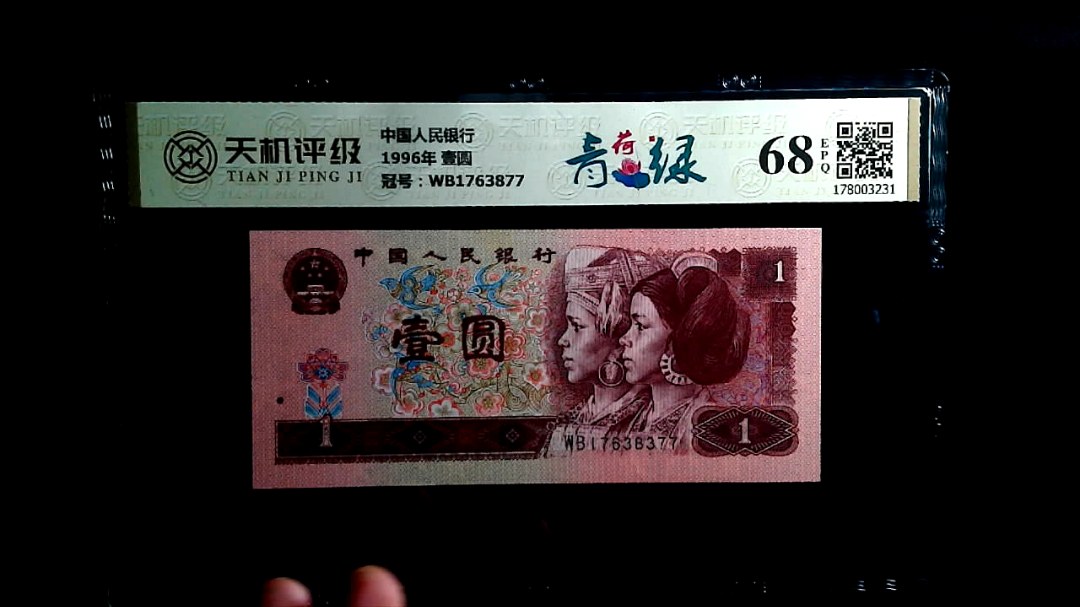 天机评级
TIAN JI PING JI
中国人民银行
1996年 壹圆
冠号：WB1763877
青荷绿
68
EPQ
178003231
中国人民银行
1
壹圆
1
WB17638377
1